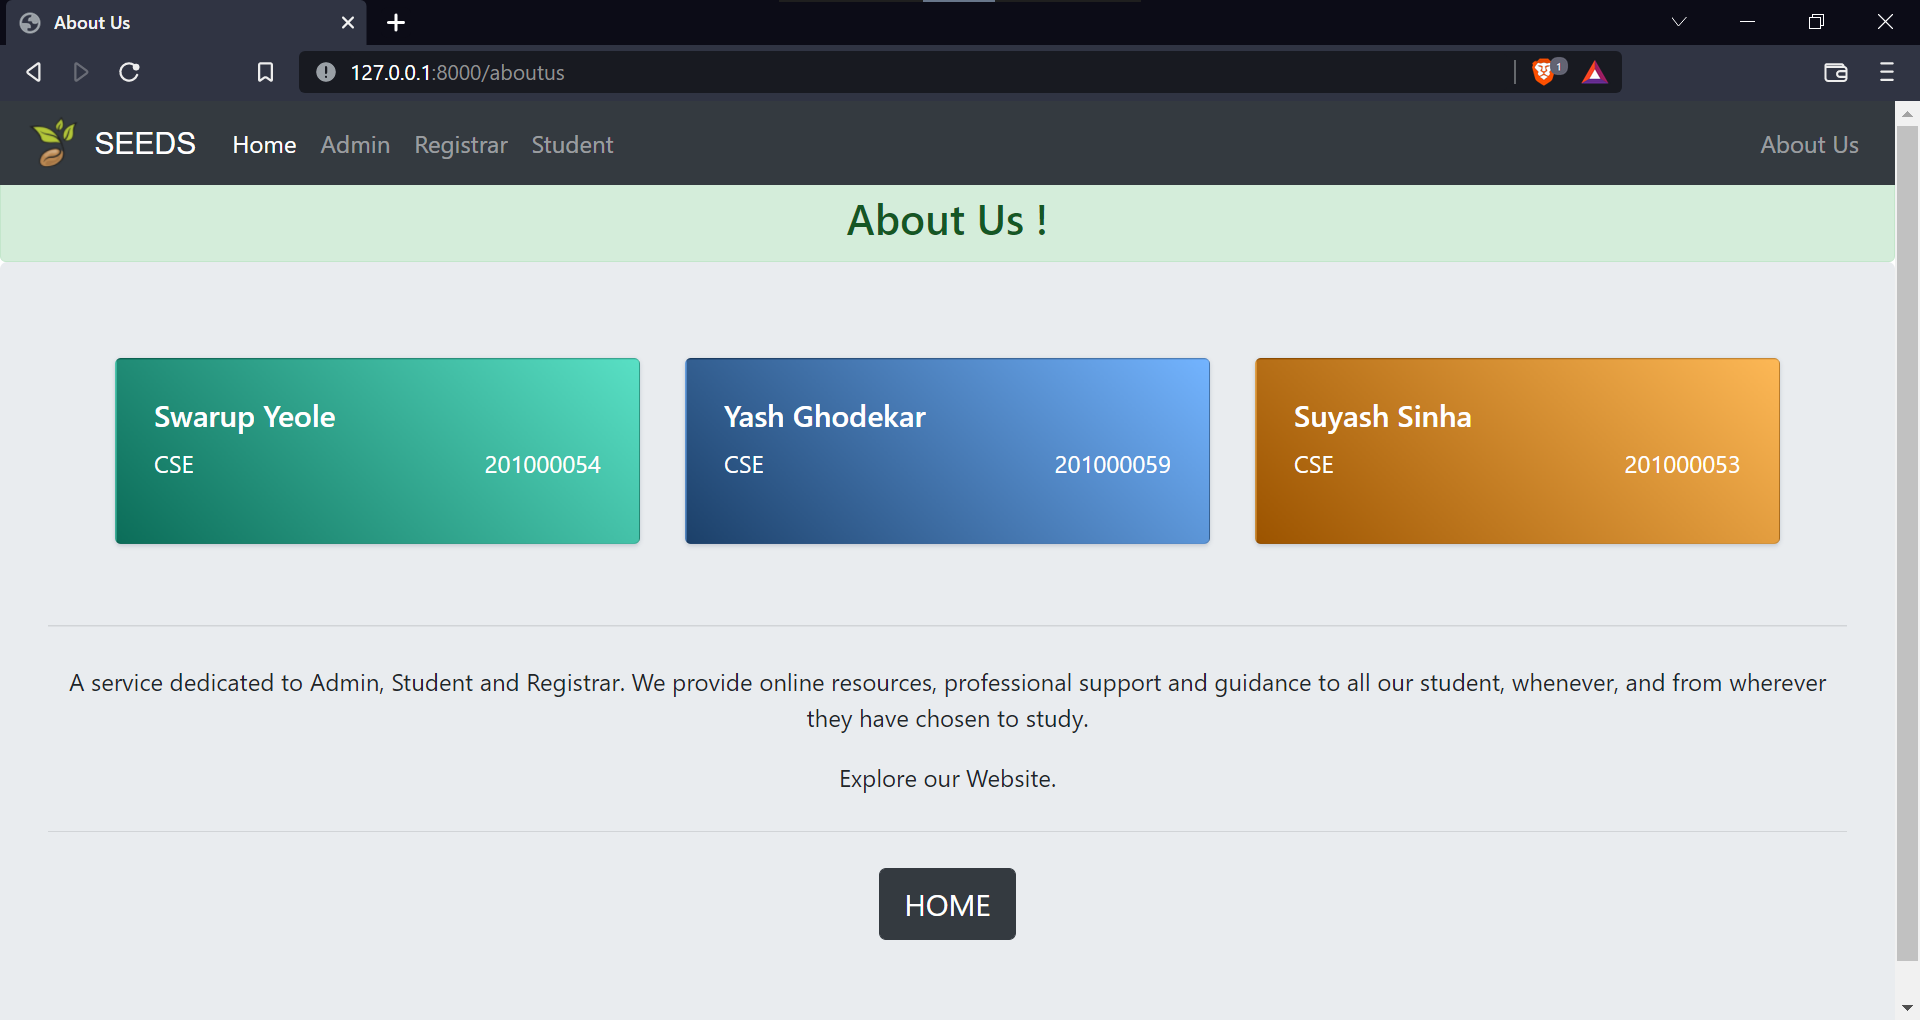 About Us
127.0.0.1:8000/aboutus
1
SEEDS Home Admin Registrar Student About Us
About Us !
Swarup Yeole
CSE 201000054
Yash Ghodekar
CSE 201000059
Suyash Sinha
CSE 201000053
A service dedicated to Admin, Student and Registrar. We provide online resources, professional support and guidance to all our student, whenever, and from wherever
they have chosen to study.
Explore our Website.
HOME